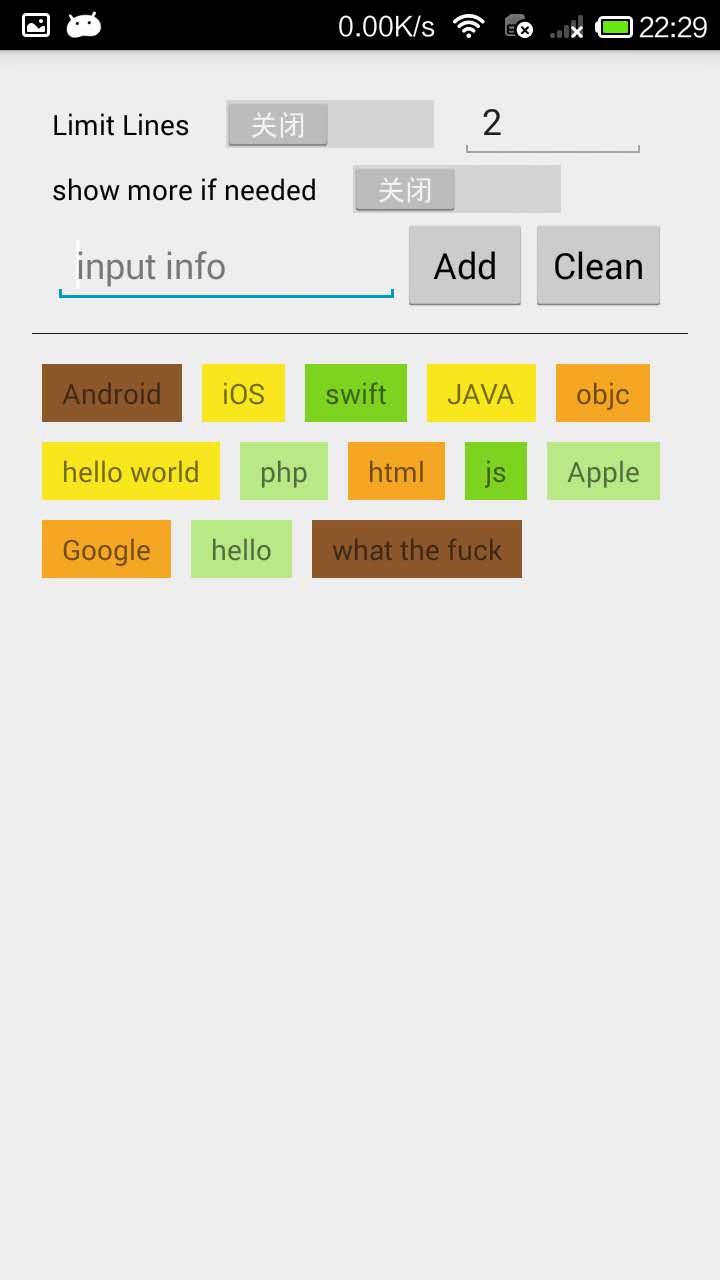 0.00K/s 22:29
Limit Lines 关闭 2
show more if needed 关闭
input info Add Clean
Android iOS swift JAVA objc
hello world php html js Apple
Google hello what the fuck